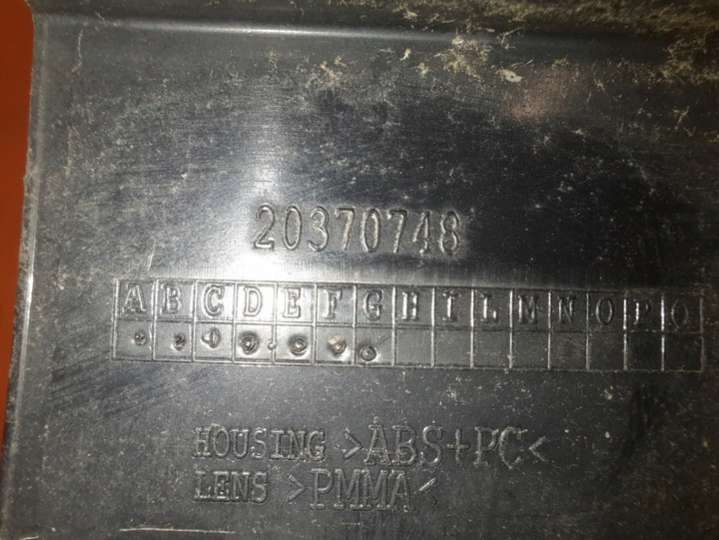 20370748
A B C D E F G H I L M N O P Q
HOUSING >ABS+PC<
LENS >PMMA<